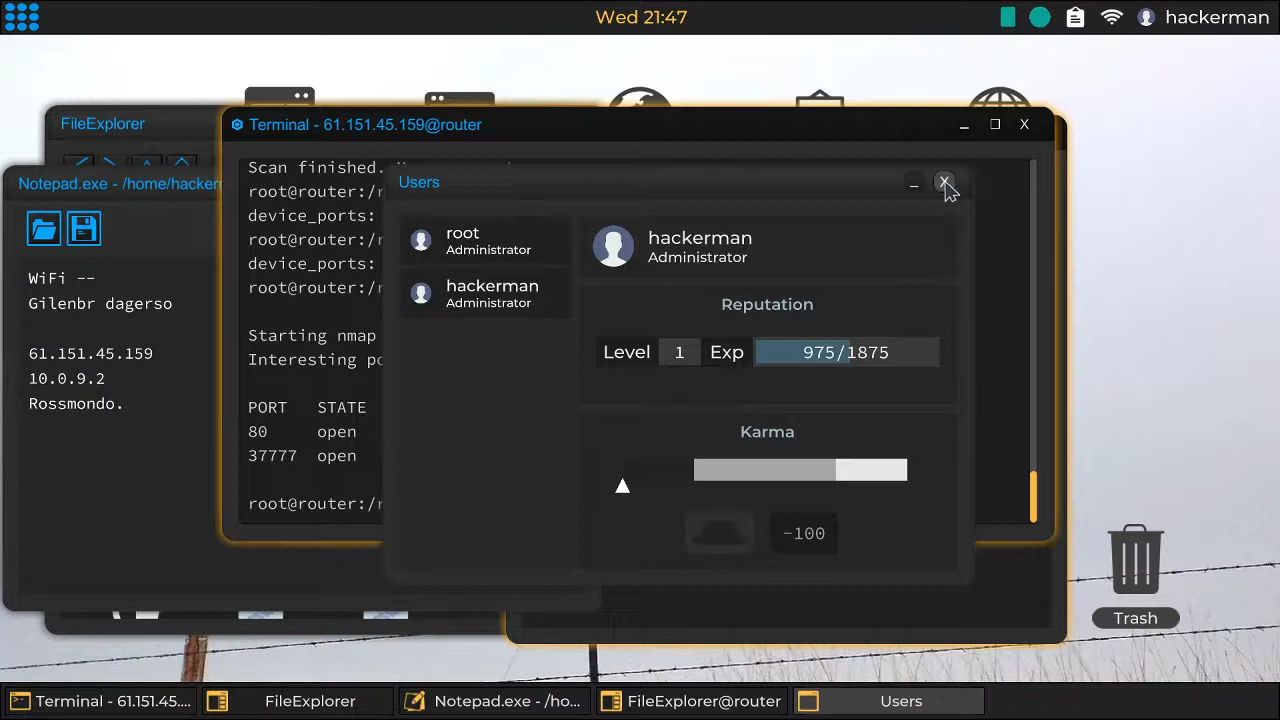 Wed 21:47
hackerman
FileExplorer
Terminal - 61.151.45.159@router
X
Notepad.exe - /home/hacker
WiFi --
Gilenbr dagerso
61.151.45.159
10.0.9.2
Rossmondo.
Scan finished.
root@router:/r
device_ports:
root@router:/r
device_ports:
root@router:/r
Starting nmap
Interesting po
PORT STATE
80 open
37777 open
root@router:/r
Users
X
root
Administrator
hackerman
Administrator
hackerman
Administrator
Reputation
Level 1 Exp 975/1875
Karma
-100
Trash
Terminal - 61.151.45....
FileExplorer
Notepad.exe - /ho...
FileExplorer@router
Users